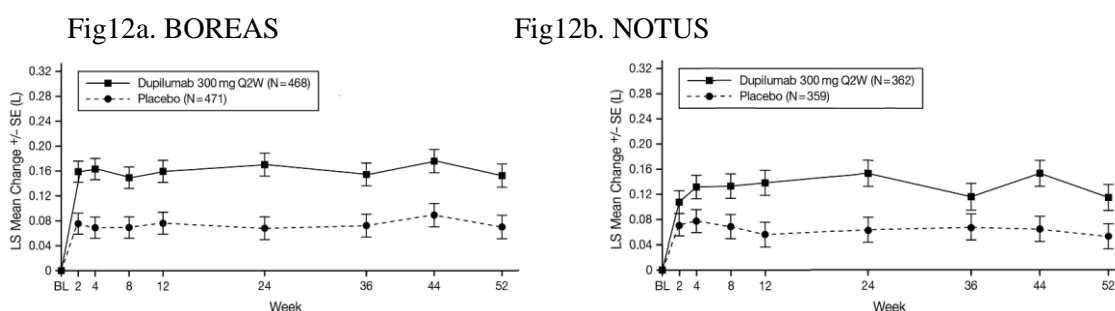 Fig12a. BOREAS
Fig12b. NOTUS
LS Mean Change +/- SE (L)
0.32
0.28
0.24
0.20
0.16
0.12
0.08
0.04
0
Dupilumab 300 mg Q2W (N=468)
Placebo (N=471)
BL 2 4 8 12 24 36 44 52
Week
LS Mean Change +/- SE (L)
0.32
0.28
0.24
0.20
0.16
0.12
0.08
0.04
0
Dupilumab 300 mg Q2W (N=362)
Placebo (N=359)
BL 2 4 8 12 24 36 44 52
Week